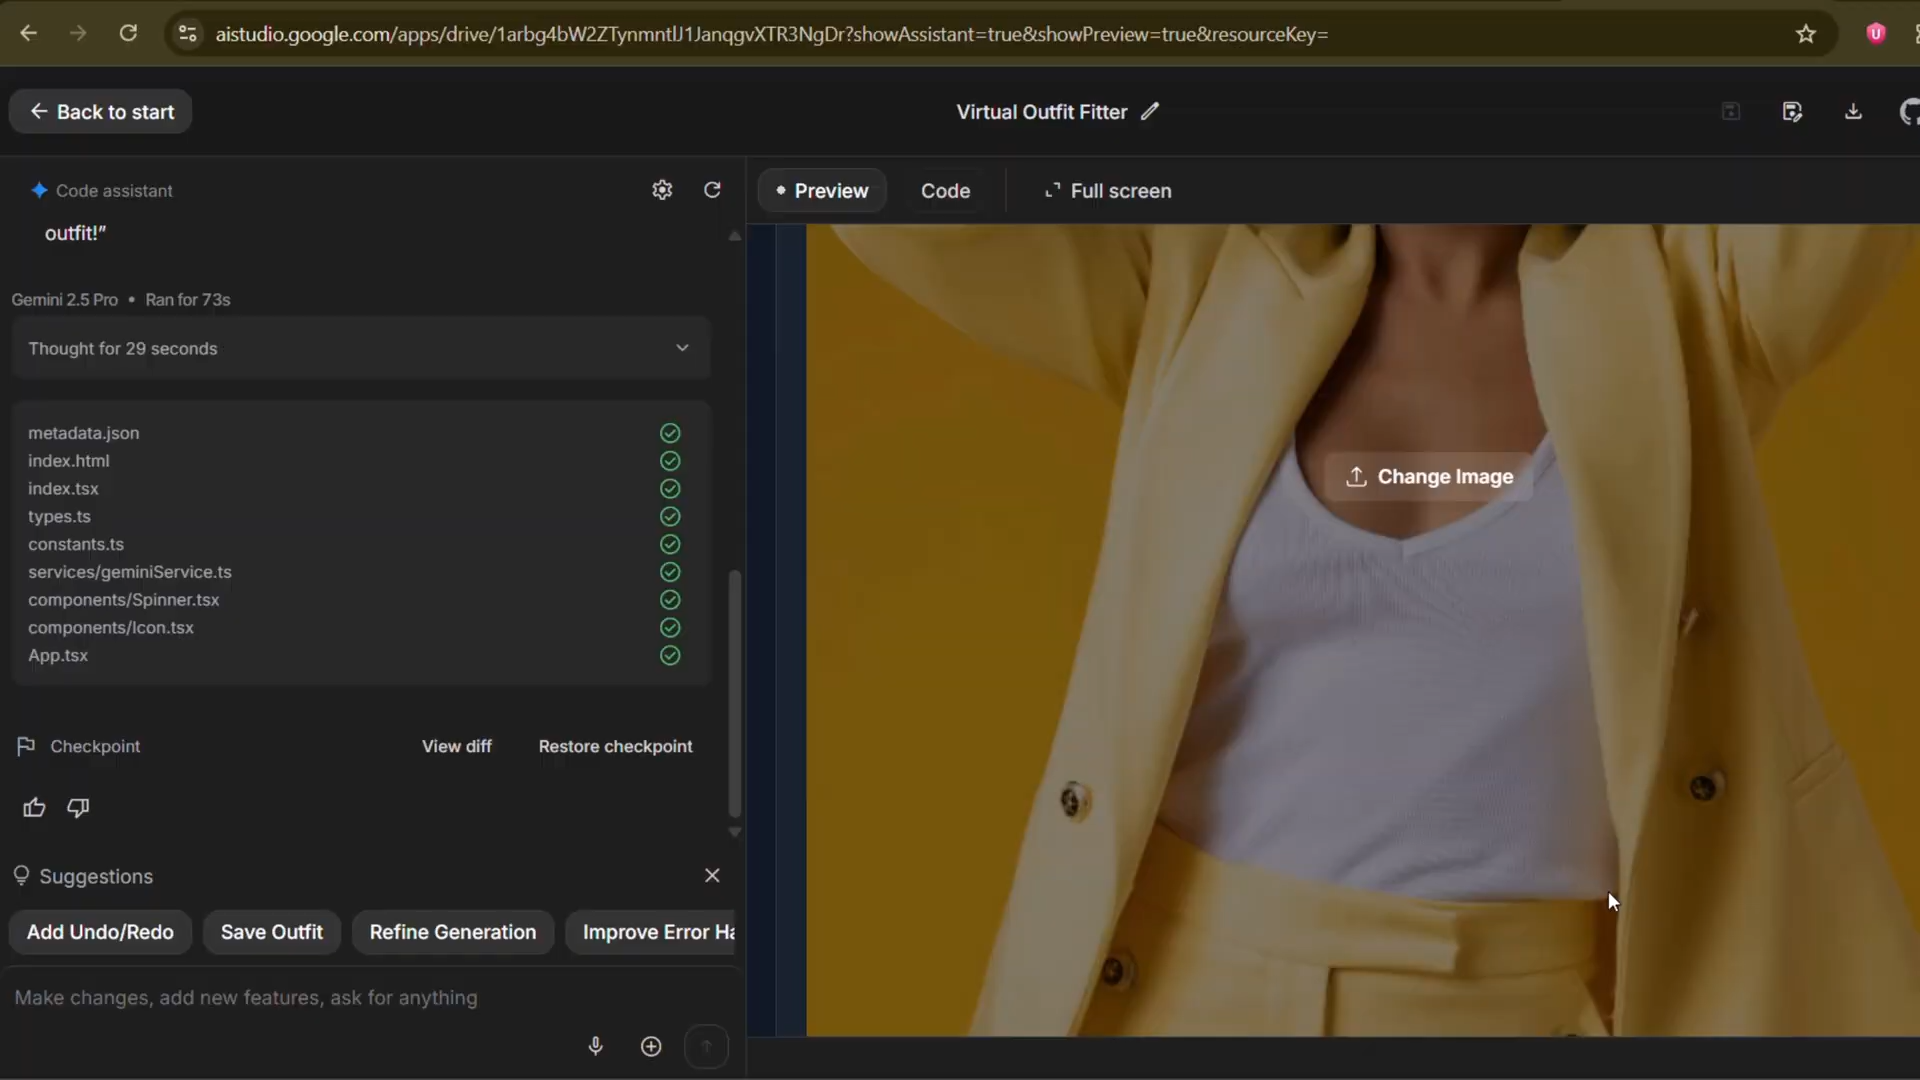 aistudio.google.com/apps/drive/1arbg4bW2ZTynmntlJ1JanqgvXTR3NgDr?showAssistant=true&showPreview=true&resourceKey=
Back to start
Virtual Outfit Fitter
Code assistant
Preview
Code
Full screen
outfit!”
Gemini 2.5 Pro • Ran for 73s
Thought for 29 seconds
metadata.json
index.html
index.tsx
types.ts
constants.ts
services/geminiService.ts
components/Spinner.tsx
components/Icon.tsx
App.tsx
Change Image
Checkpoint
View diff
Restore checkpoint
Suggestions
Add Undo/Redo
Save Outfit
Refine Generation
Improve Error Ha
Make changes, add new features, ask for anything